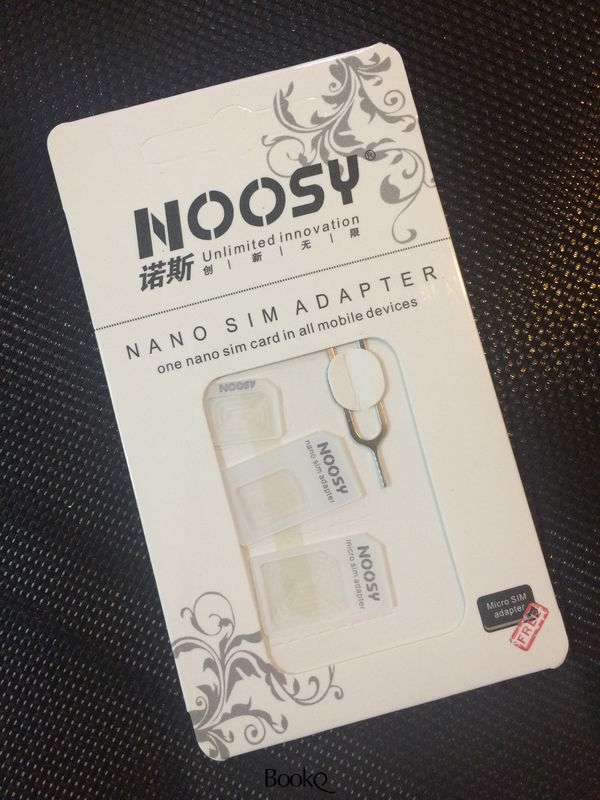 NOOSY®
诺斯 Unlimited innovation
创 | 新 | 无 | 限
NANO SIM ADAPTER
one nano sim card in all mobile devices
NOOSY
NOOSY
nano sim adapter
NOOSY
micro sim adapter
Micro SIM
adapter
FREE
BookQ